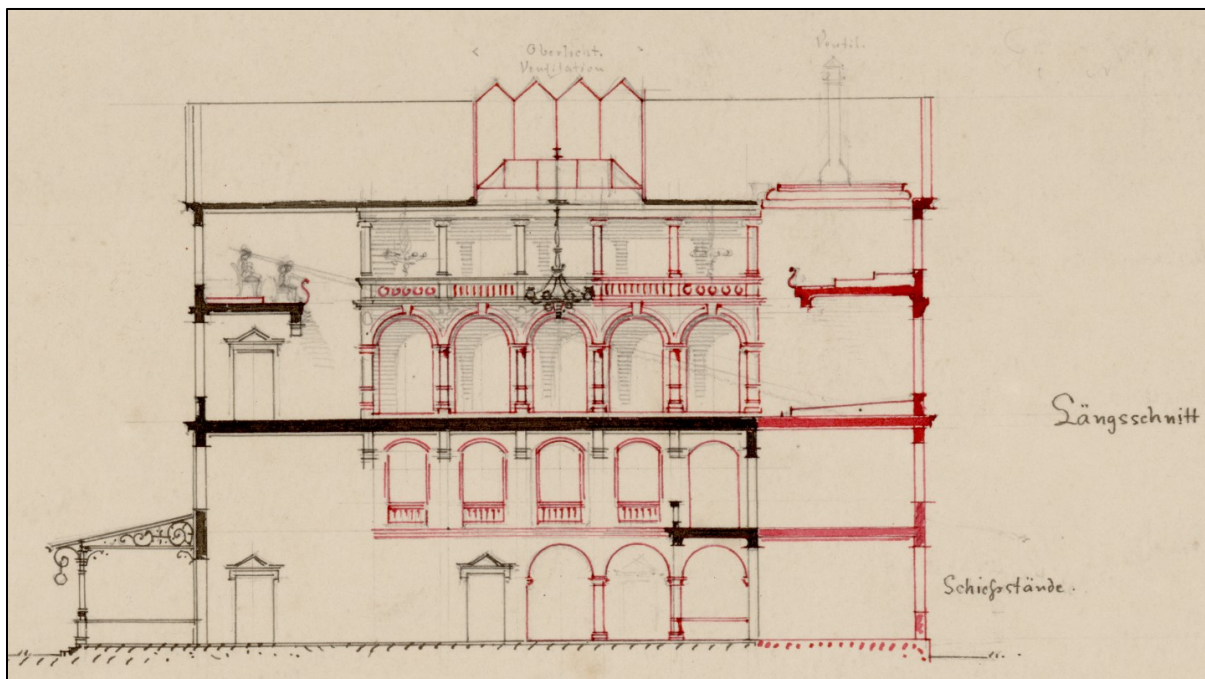 Oberlicht.
Ventilation
Ventil.
Längsschnitt
Schießstände.